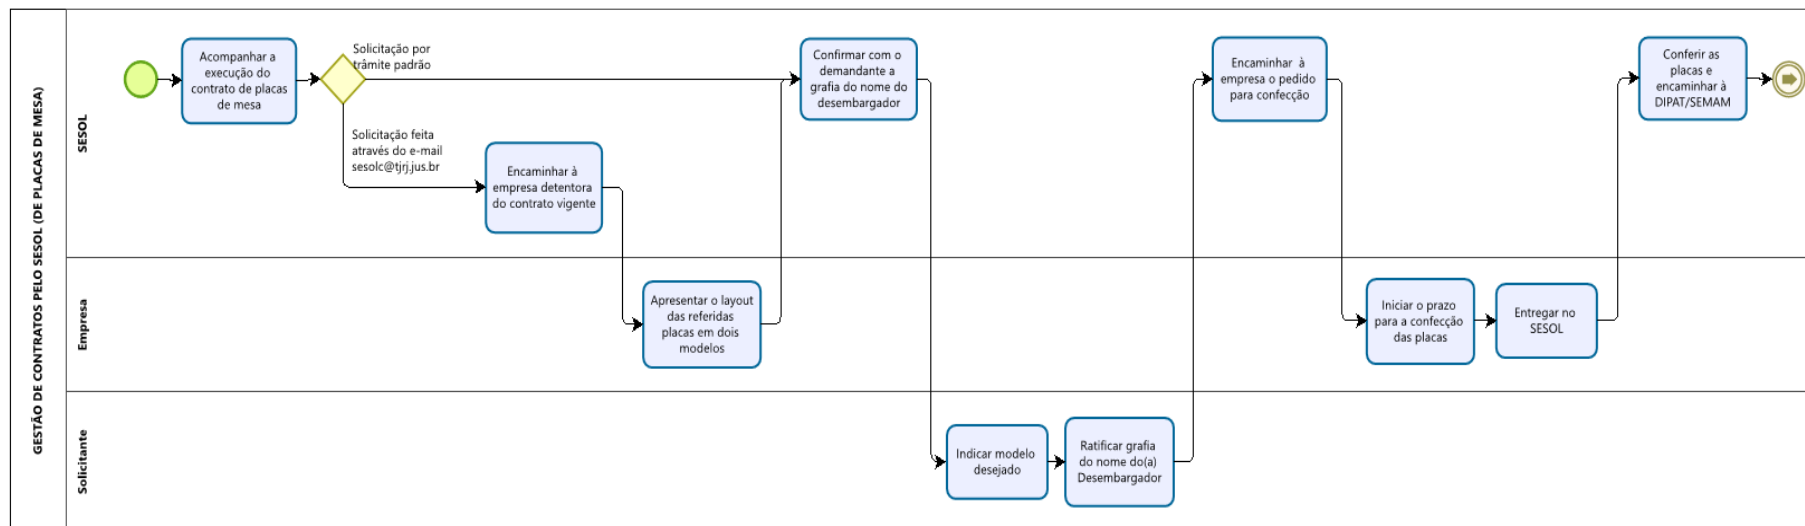 GESTÃO DE CONTRATOS PELO SESOL (DE PLACAS DE MESA)
SESOL
Acompanhar a
execução do
contrato de placas
de mesa
Solicitação por
trâmite padrão
Solicitação feita
através do e-mail
sesolc@tjrj.jus.br
Encaminhar à
empresa detentora
do contrato vigente
Confirmar com o
demandante a
grafia do nome do
desembargador
Encaminhar à
empresa o pedido
para confecção
Conferir as
placas e
encaminhar à
DIPAT/SEMAM
Empresa
Apresentar o layout
das referidas
placas em dois
modelos
Iniciar o prazo
para a confecção
das placas
Entregar no
SESOL
Solicitante
Indicar modelo
desejado
Ratificar grafia
do nome do(a)
Desembargador